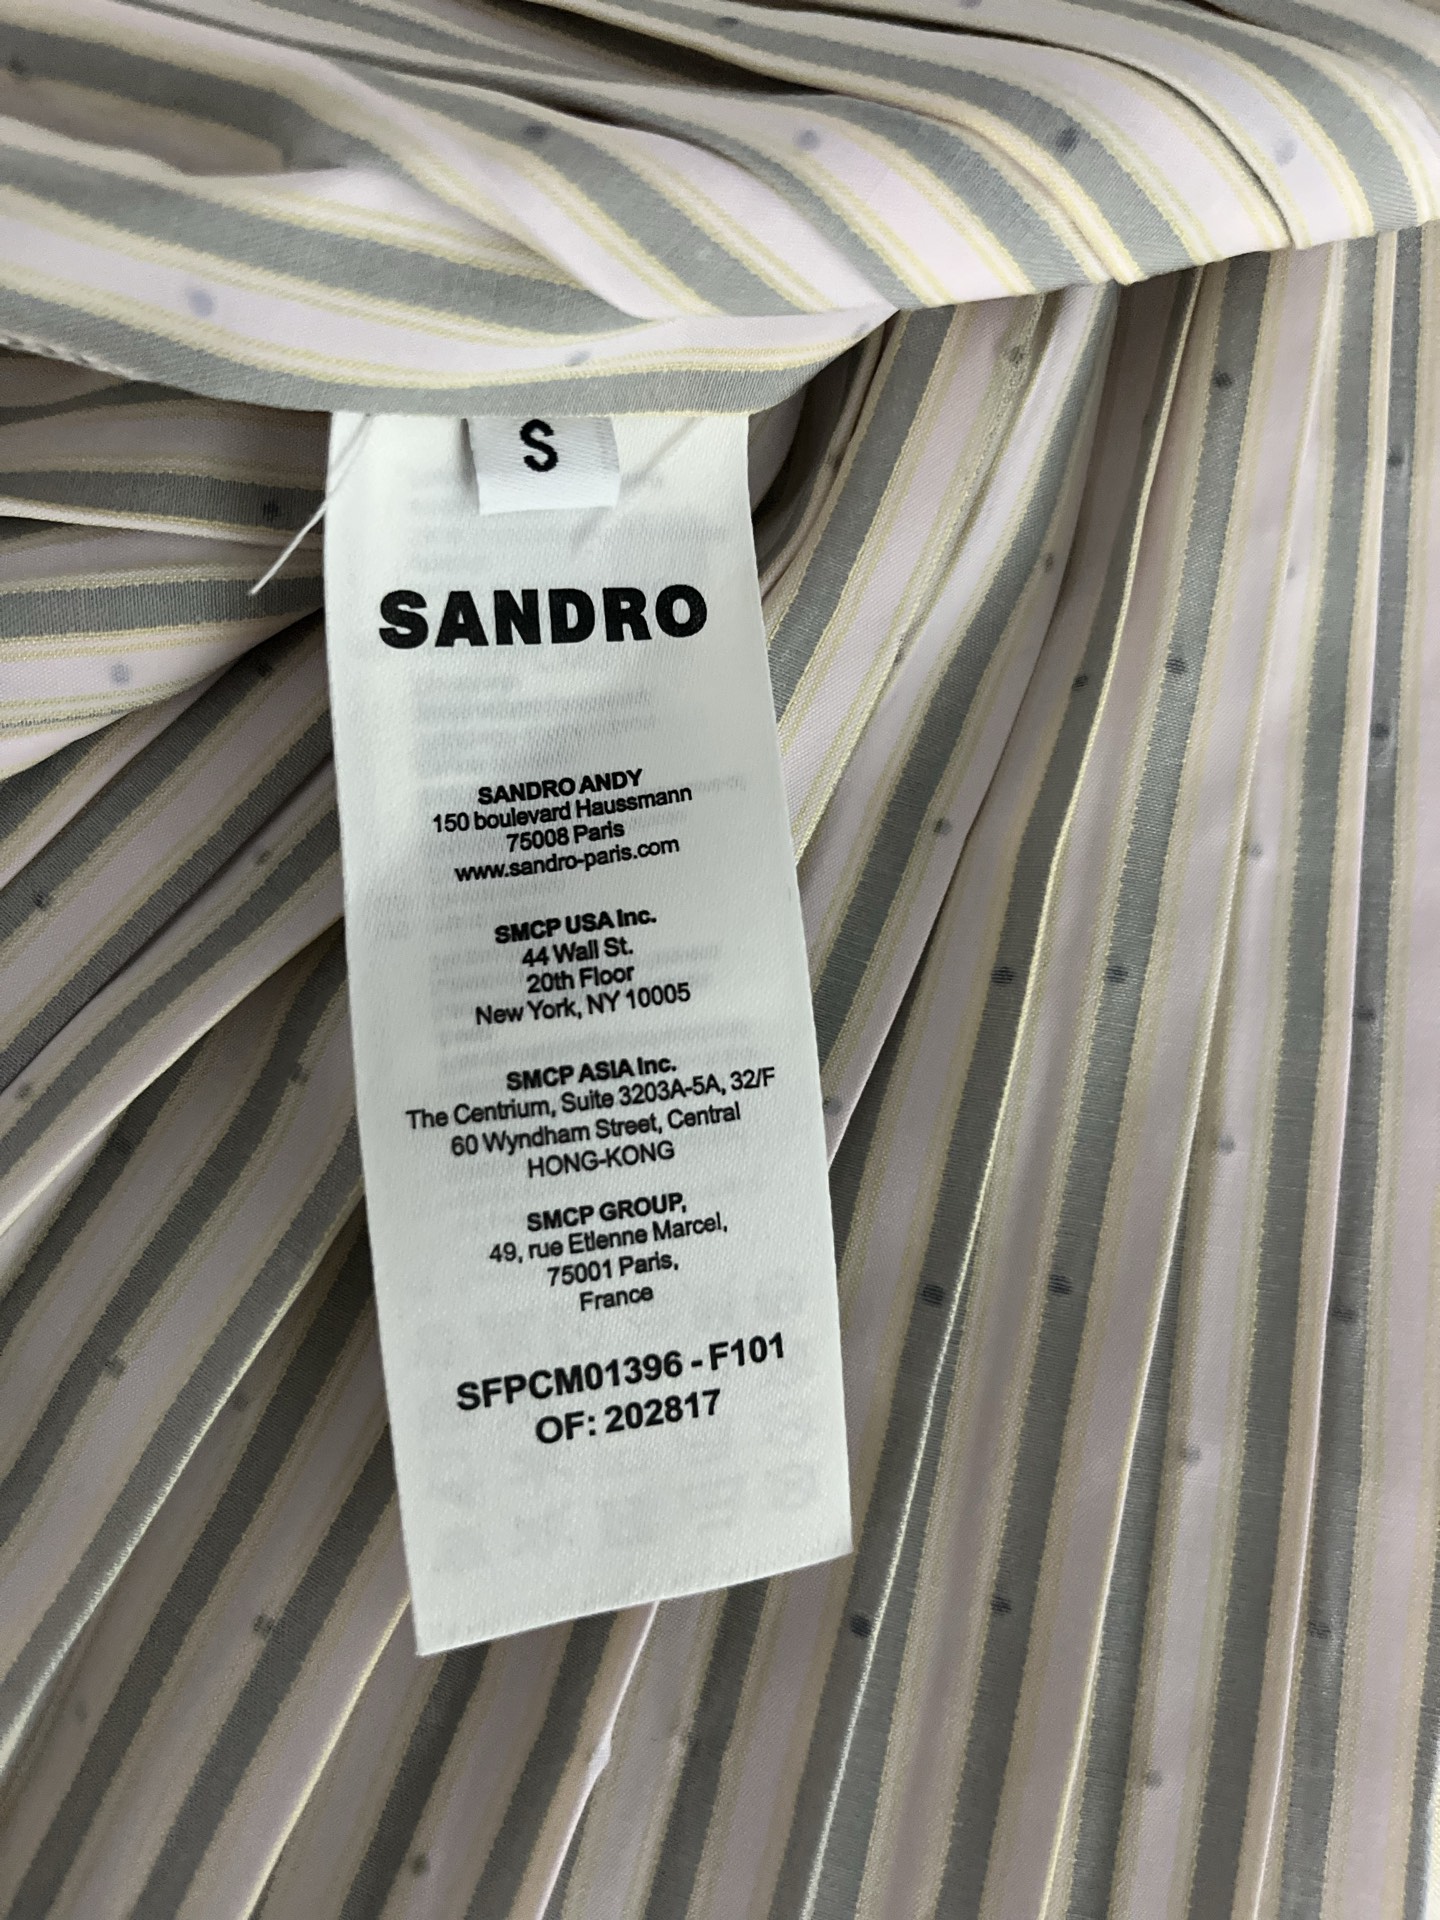 S
SANDRO
SANDRO ANDY
150 boulevard Haussmann
75008 Paris
www.sandro-paris.com
SMCP USA Inc.
44 Wall St.
20th Floor
New York, NY 10005
SMCP ASIA Inc.
The Centrium, Suite 3203A-5A, 32/F
60 Wyndham Street, Central
HONG-KONG
SMCP GROUP,
49, rue Etienne Marcel,
75001 Paris,
France
SFPCM01396 - F101
OF: 202817